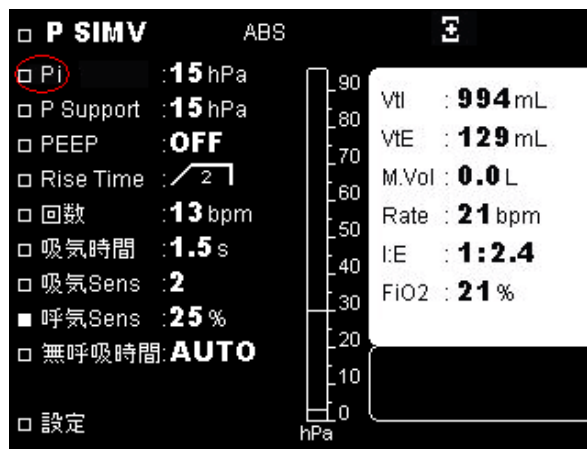 P SIMV ABS
Pi :15 hPa
P Support :15 hPa
PEEP :OFF
Rise Time : 2
回数 :13 bpm
吸気時間 :1.5 s
吸気Sens :2
呼気Sens :25 %
無呼吸時間:AUTO
設定
90
80
70
60
50
40
30
20
10
0
hPa
VtI :994 mL
VtE :129 mL
M.Vol :0.0 L
Rate :21 bpm
I:E :1:2.4
FiO2 :21 %